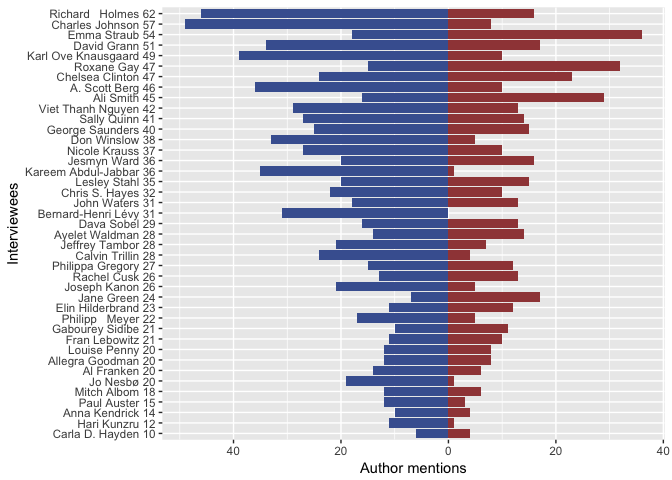 Richard   Holmes 62
Charles Johnson 57
Emma Straub 54
David Grann 51
Karl Ove Knausgaard 49
Roxane Gay 47
Chelsea Clinton 47
A. Scott Berg 46
Ali Smith 45
Viet Thanh Nguyen 42
Sally Quinn 41
George Saunders 40
Don Winslow 38
Nicole Krauss 37
Jesmyn Ward 36
Kareem Abdul-Jabbar 36
Lesley Stahl 35
Chris S. Hayes 32
John Waters 31
Bernard-Henri Lévy 31
Dava Sobel 29
Ayelet Waldman 28
Jeffrey Tambor 28
Calvin Trillin 28
Philippa Gregory 27
Rachel Cusk 26
Joseph Kanon 26
Jane Green 24
Elin Hilderbrand 23
Philipp   Meyer 22
Gabourey Sidibe 21
Fran Lebowitz 21
Louise Penny 20
Allegra Goodman 20
Al Franken 20
Jo Nesbø 20
Mitch Albom 18
Paul Auster 15
Anna Kendrick 14
Hari Kunzru 12
Carla D. Hayden 10
Interviewees
40 20 0 20 40
Author mentions